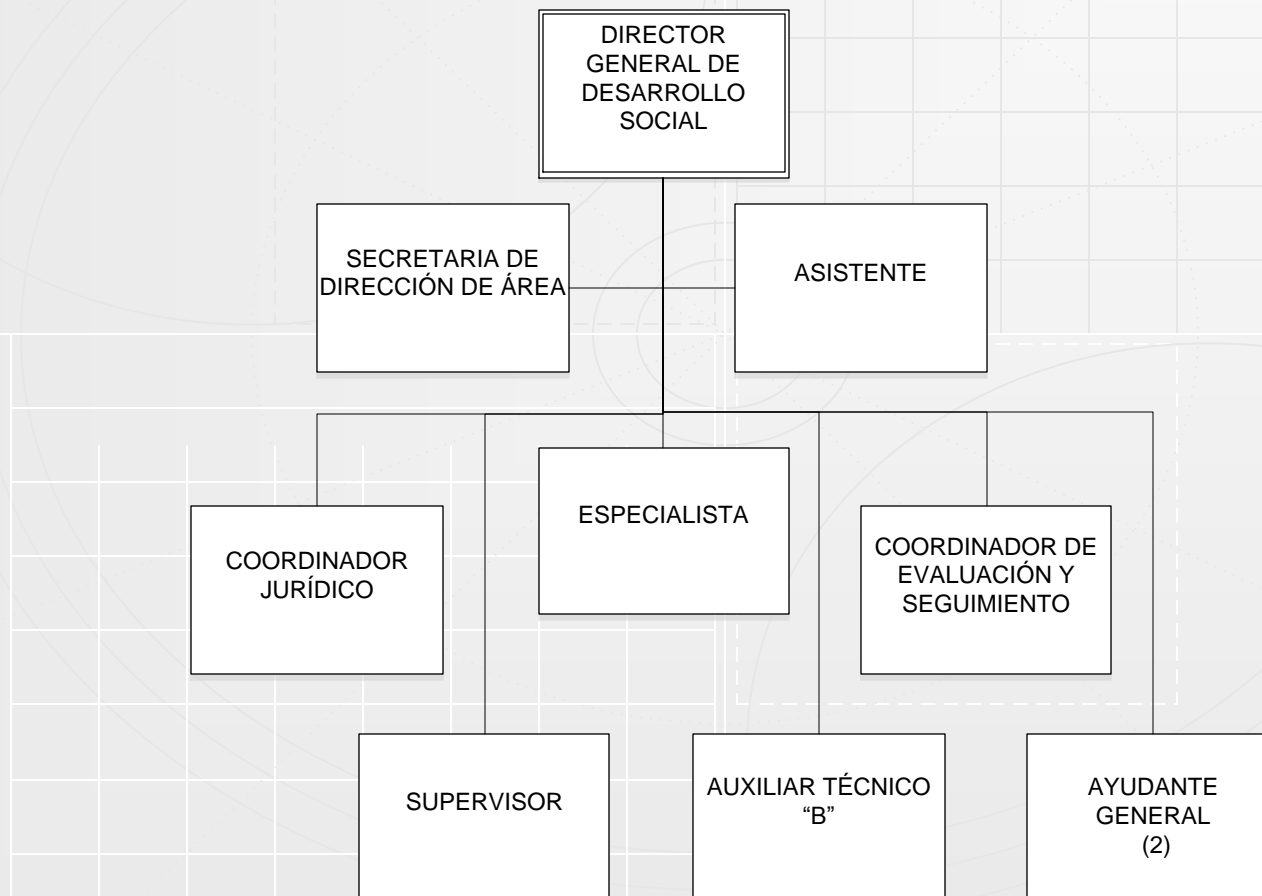 DIRECTOR
GENERAL DE
DESARROLLO
SOCIAL
SECRETARIA DE
DIRECCIÓN DE ÁREA
ASISTENTE
COORDINADOR
JURÍDICO
ESPECIALISTA
COORDINADOR DE
EVALUACIÓN Y
SEGUIMIENTO
SUPERVISOR
AUXILIAR TÉCNICO
“B”
AYUDANTE
GENERAL
(2)